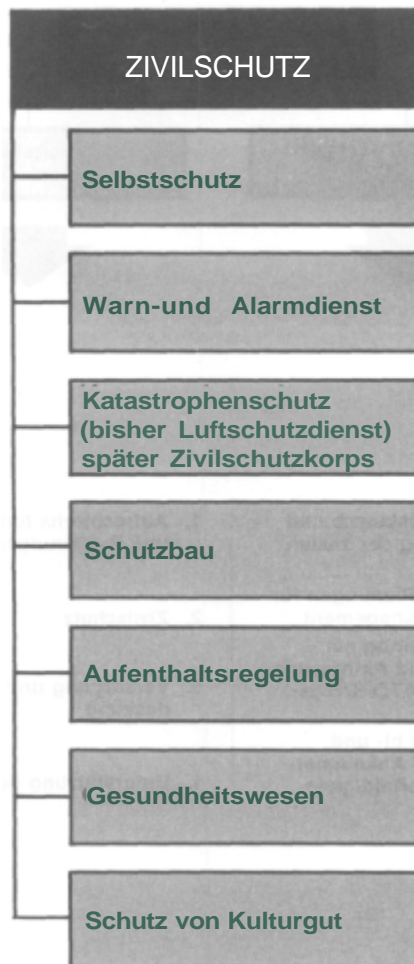 ZIVILSCHUTZ
Selbstschutz
Warn-und Alarmdienst
Katastrophenschutz
(bisher Luftschutzdienst)
später Zivilschutzkorps
Schutzbau
Aufenthaltsregelung
Gesundheitswesen
Schutz von Kulturgut